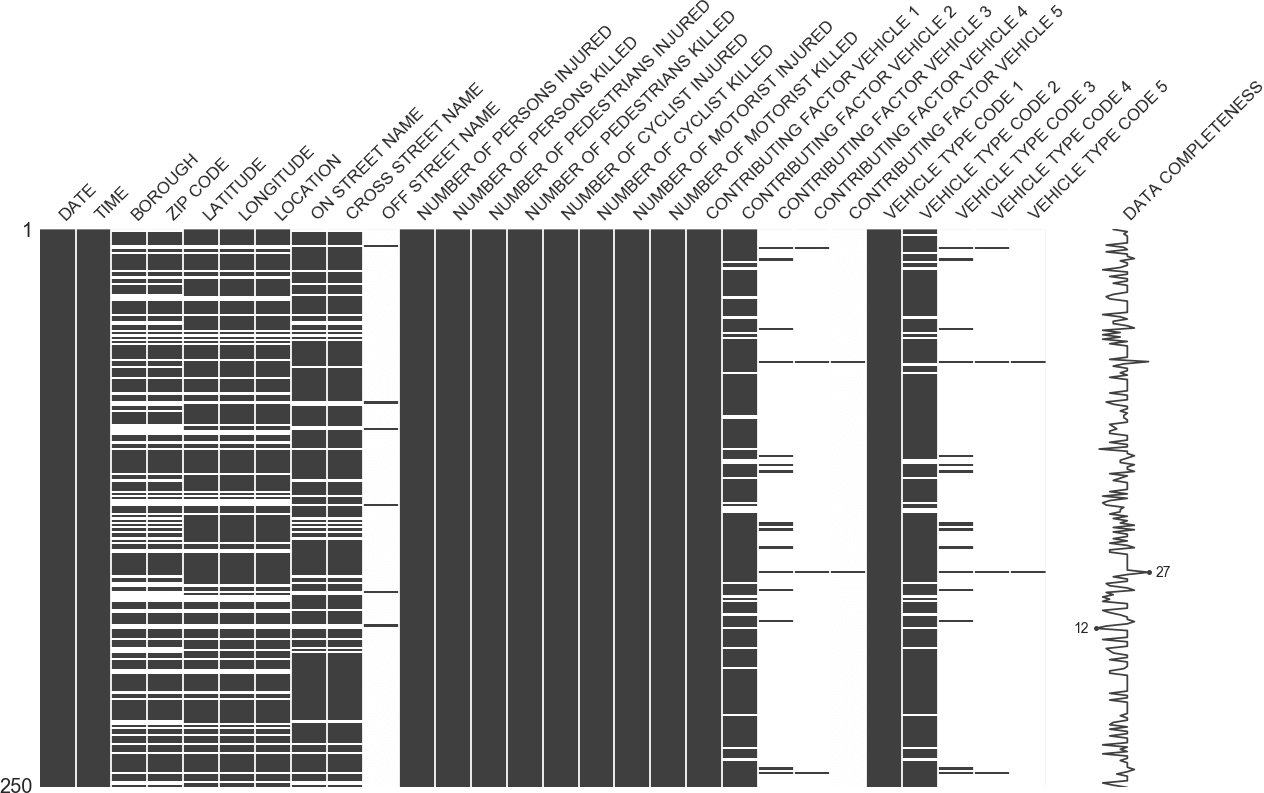 DATE
TIME
BOROUGH
ZIP CODE
LATITUDE
LONGITUDE
LOCATION
ON STREET NAME
CROSS STREET NAME
OFF STREET NAME
NUMBER OF PERSONS INJURED
NUMBER OF PERSONS KILLED
NUMBER OF PEDESTRIANS INJURED
NUMBER OF PEDESTRIANS KILLED
NUMBER OF CYCLIST INJURED
NUMBER OF CYCLIST KILLED
NUMBER OF MOTORIST INJURED
NUMBER OF MOTORIST KILLED
CONTRIBUTING FACTOR VEHICLE 1
CONTRIBUTING FACTOR VEHICLE 2
CONTRIBUTING FACTOR VEHICLE 3
CONTRIBUTING FACTOR VEHICLE 4
CONTRIBUTING FACTOR VEHICLE 5
VEHICLE TYPE CODE 1
VEHICLE TYPE CODE 2
VEHICLE TYPE CODE 3
VEHICLE TYPE CODE 4
VEHICLE TYPE CODE 5
DATA COMPLETENESS
1
27
12
250